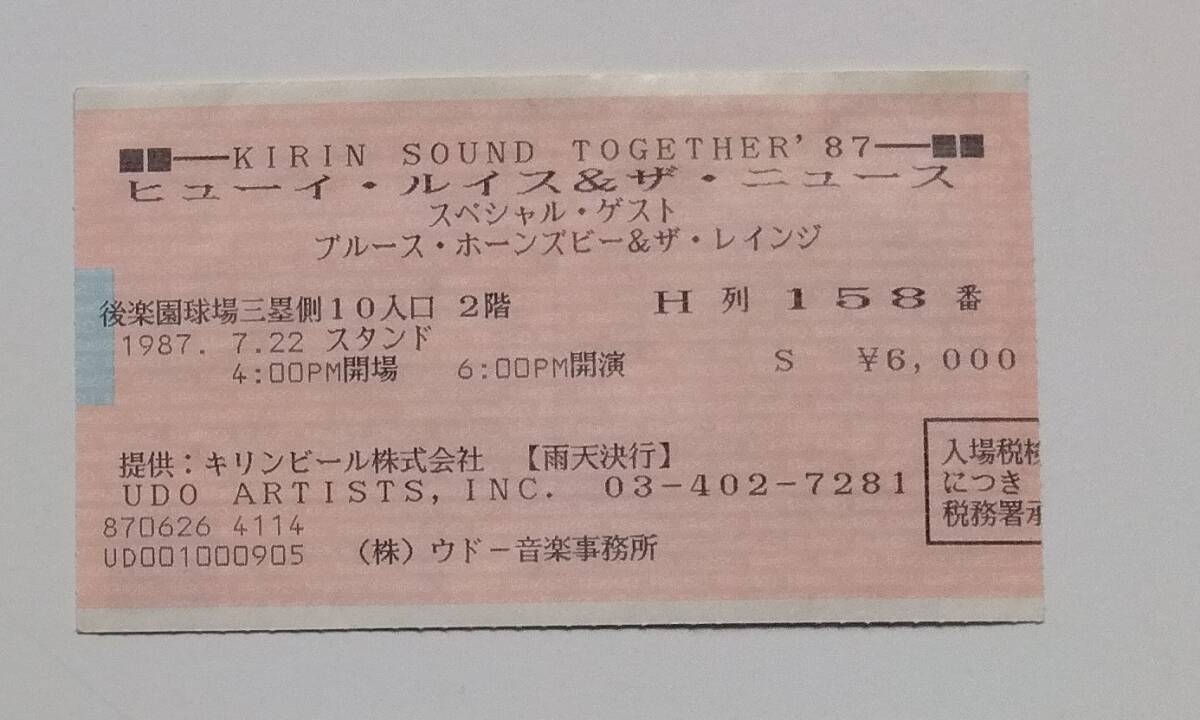 ■■──KIRIN SOUND TOGETHER'87──■■
ヒューイ・ルイス&ザ・ニュース
スペシャル・ゲスト
ブルース・ホーンズビー&ザ・レインジ
後楽園球場三塁側10入口 2階 H 列 158 番
1987. 7.22 スタンド
4:00PM開場 6:00PM開演 S ¥6,000
提供:キリンビール株式会社 【雨天決行】
UDO ARTISTS, INC. 03-402-7281
870626 4114
UD001000905 (株)ウドー音楽事務所
入場税検
につき
税務署承